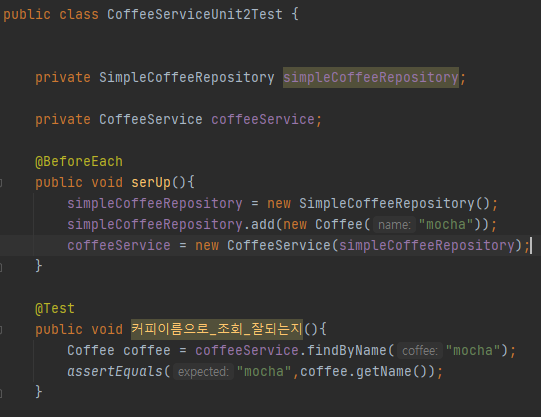 public class CoffeeServiceUnit2Test {
private SimpleCoffeeRepository simpleCoffeeRepository;
private CoffeeService coffeeService;
@BeforeEach
public void serUp(){
simpleCoffeeRepository = new SimpleCoffeeRepository();
simpleCoffeeRepository.add(new Coffee( name: "mocha"));
coffeeService = new CoffeeService(simpleCoffeeRepository);
}
@Test
public void 커피이름으로_조회_잘되는지(){
Coffee coffee = coffeeService.findByName( coffee: "mocha");
assertEquals( expected: "mocha",coffee.getName());
}